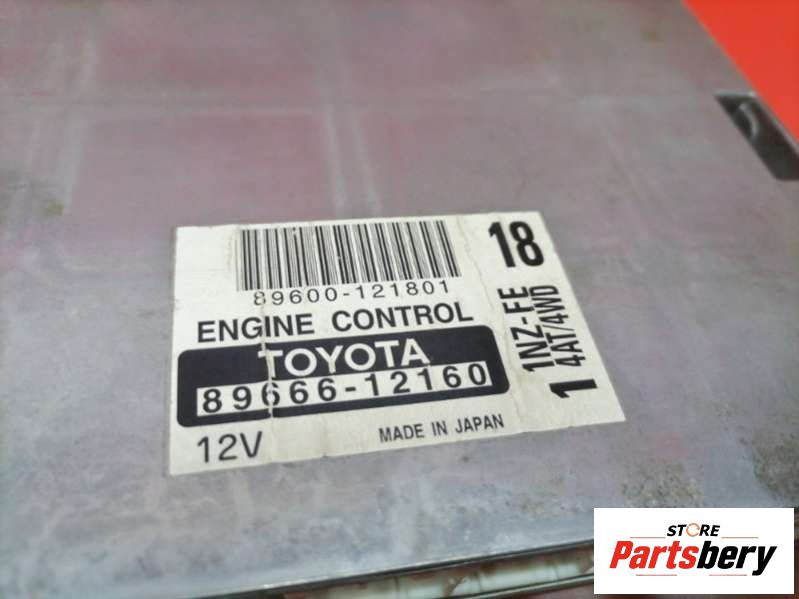 89600-121801
ENGINE CONTROL
TOYOTA
89666-12160
12V
MADE IN JAPAN
18
1NZ-FE
4AT/4WD
1
STORE
Partsbery